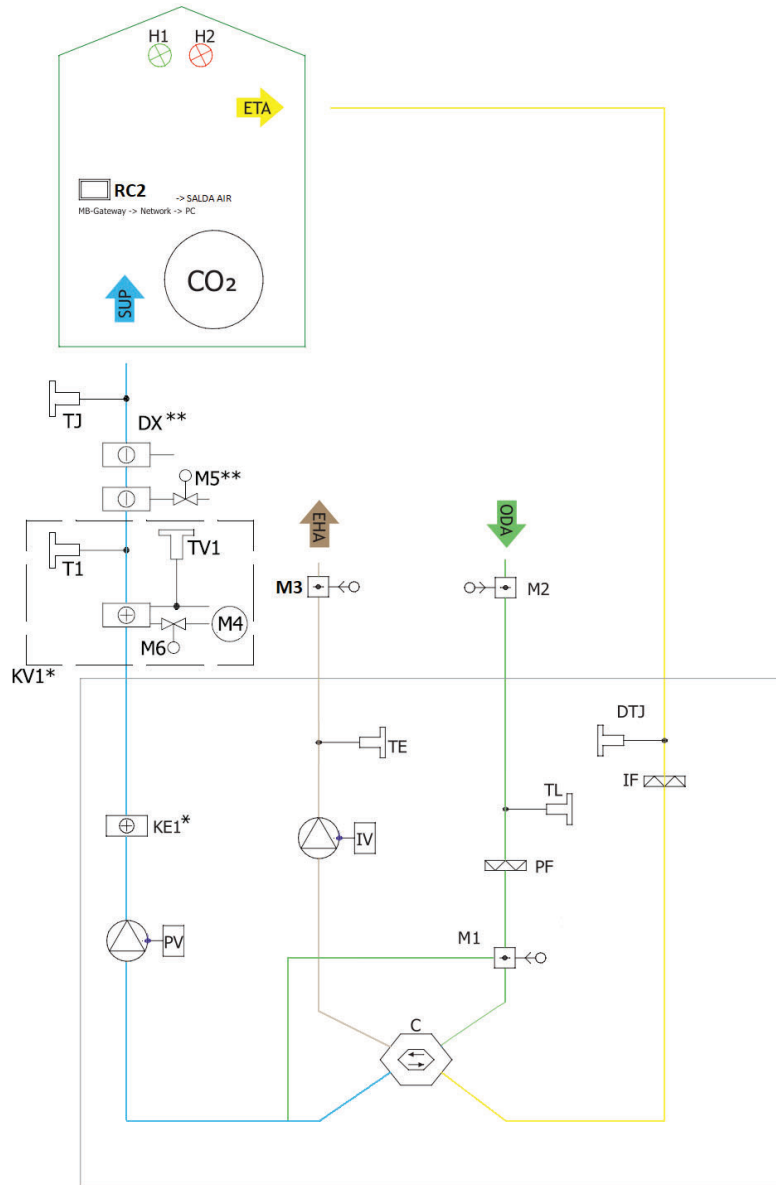 H1 H2
ETA
RC2 -> SALDA AIR
MB-Gateway -> Network -> PC
CO₂
SUP
TJ
DX**
M5**
EHA
ODA
T1
TV1
M3
M2
M4
M6
KV1*
DTJ
TE
TL
IF
KE1*
IV
PF
PV
M1
C